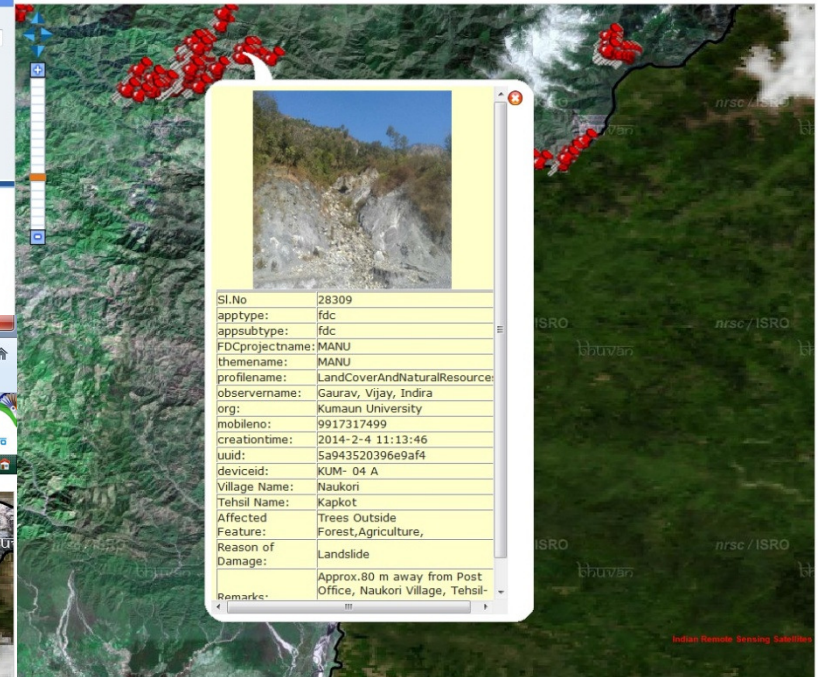 Sl.No 28309
apptype: fdc
appsubtype: fdc
FDCprojectname: MANU
themename: MANU
profilename: LandCoverAndNaturalResources
observername: Gaurav, Vijay, Indira
org: Kumaun University
mobileno: 9917317499
creationtime: 2014-2-4 11:13:46
uuid: 5a943520396e9af4
deviceid: KUM- 04 A
Village Name: Naukori
Tehsil Name: Kapkot
Affected Trees Outside
Feature: Forest,Agriculture,
Reason of
Damage: Landslide
Approx.80 m away from Post
Remarks: Office, Naukori Village, Tehsil-
nrsc / ISRO
bhuvan
ISRO
nrsc / ISRO
bhuvan
ISRO
nrsc / ISRO
bhuvan
bhuvan
Indian Remote Sensing Satellites